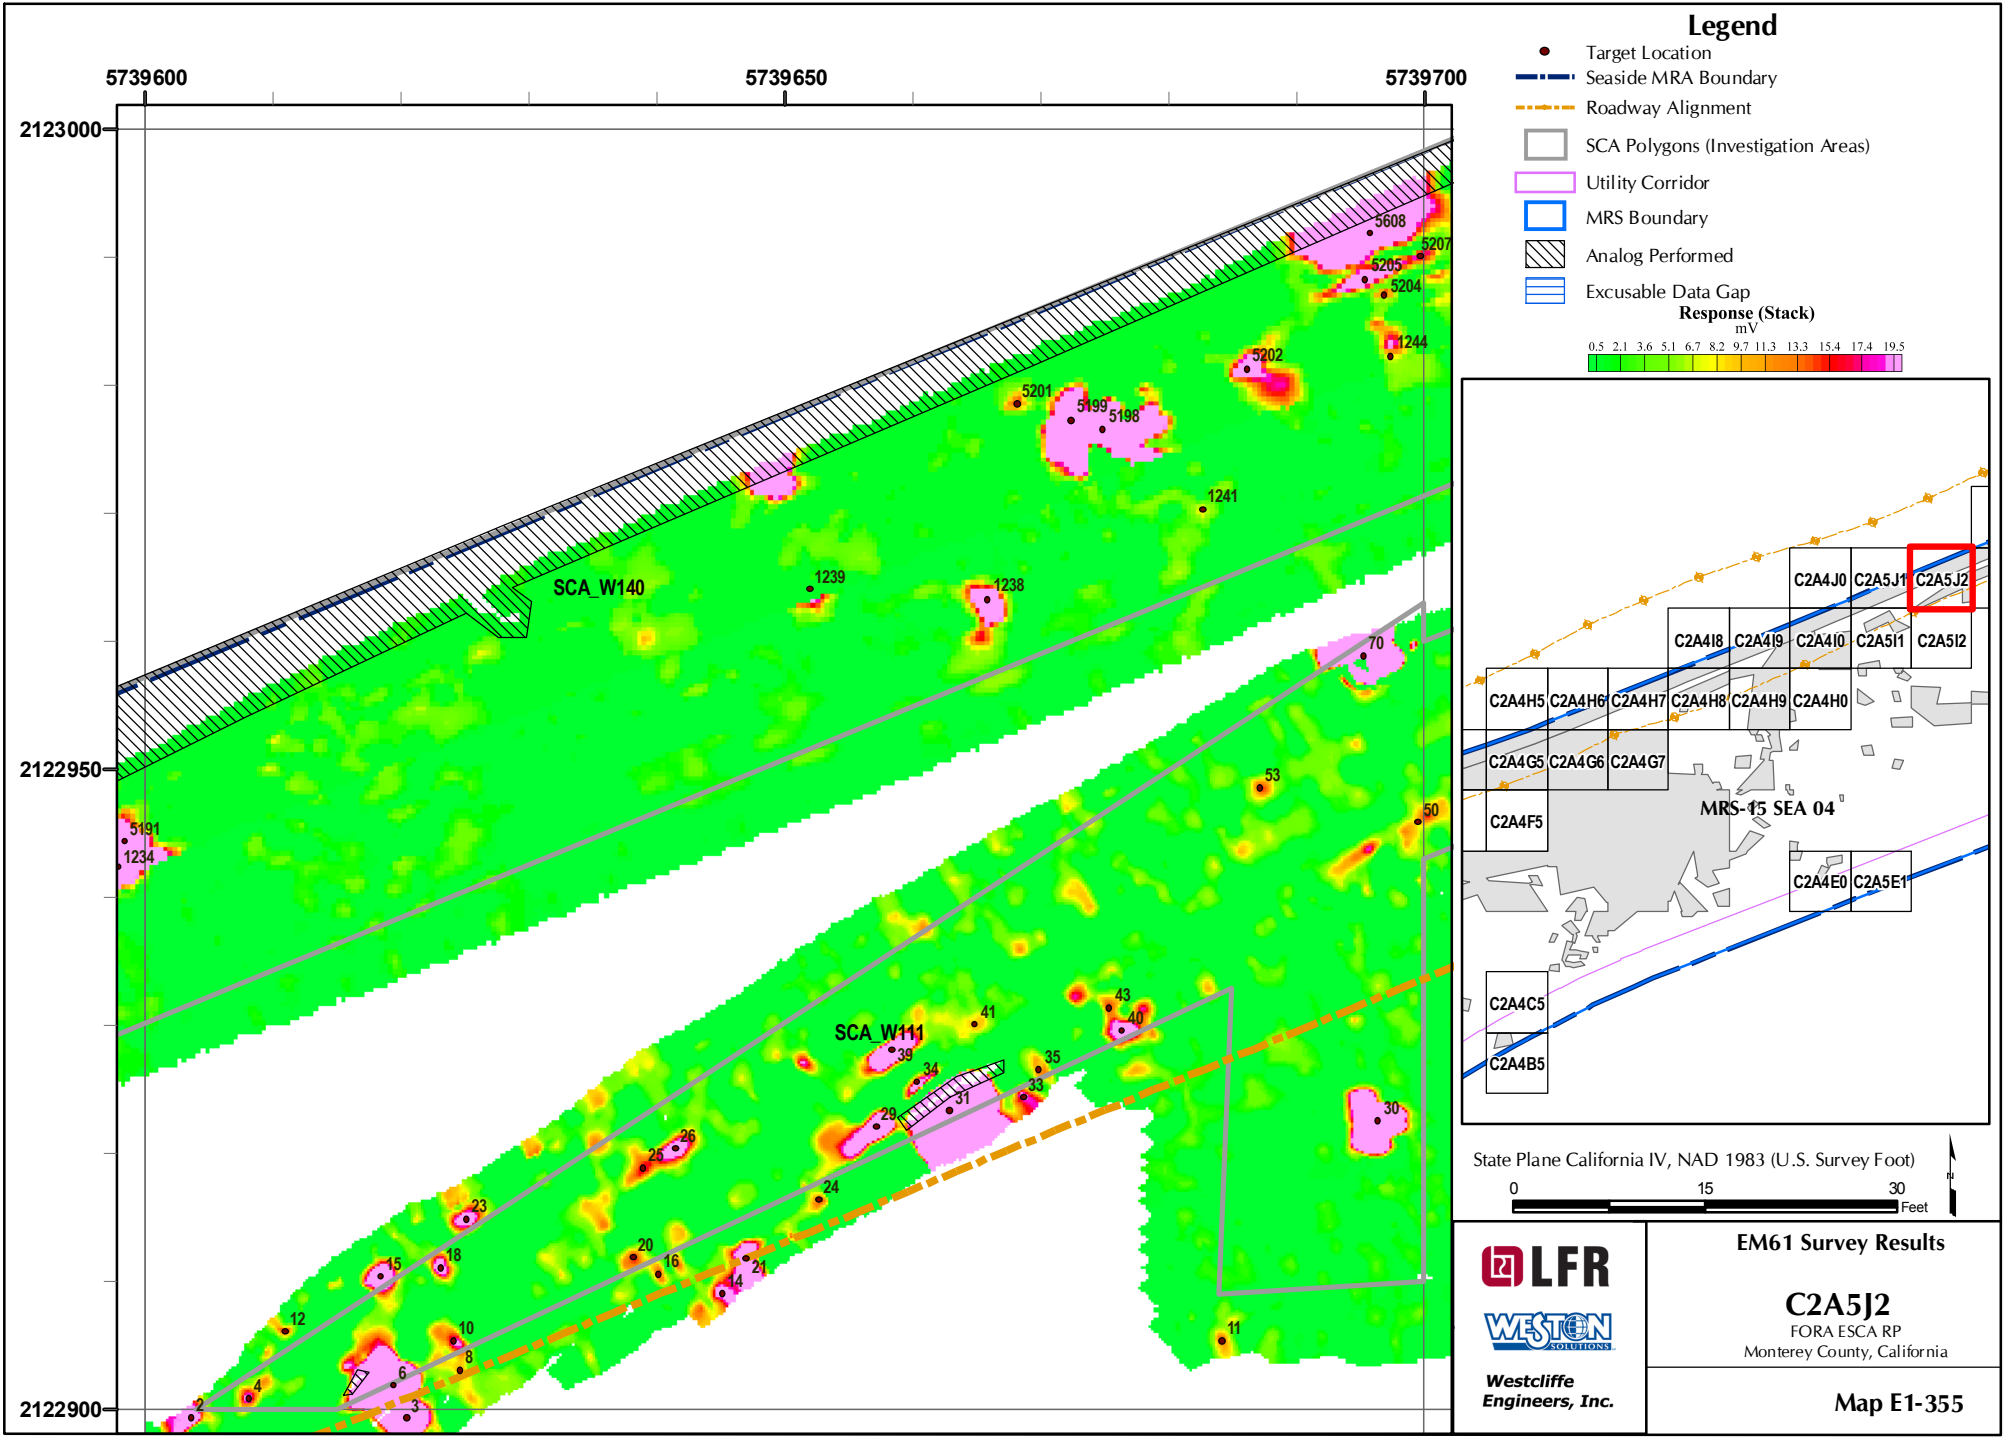 5739600
5739650
5739700
2123000
2122950
2122900
5608
5207
5205
5204
1244
5202
5201
5199
5198
1241
SCA_W140
1239
1238
70
53
50
5191
1234
43
41
40
SCA_W111
39
35
34
33
31
30
29
26
25
24
23
20
18
16
15
21
14
12
11
10
8
6
4
3
2
Legend
Target Location
Seaside MRA Boundary
Roadway Alignment
SCA Polygons (Investigation Areas)
Utility Corridor
MRS Boundary
Analog Performed
Excusable Data Gap
Response (Stack)
mV
0.5 2.1 3.6 5.1 6.7 8.2 9.7 11.3 13.3 15.4 17.4 19.5
C2A4J0 C2A5J1 C2A5J2
C2A4I8 C2A4I9 C2A4I0 C2A5I1 C2A5I2
C2A4H5 C2A4H6 C2A4H7 C2A4H8 C2A4H9 C2A4H0
C2A4G5 C2A4G6 C2A4G7
MRS-15 SEA 04
C2A4F5
C2A4E0 C2A5E1
C2A4C5
C2A4B5
State Plane California IV, NAD 1983 (U.S. Survey Foot)
N
0 15 30
Feet
LFR
WESTON
SOLUTIONS
Westcliffe
Engineers, Inc.
EM61 Survey Results
C2A5J2
FORA ESCA RP
Monterey County, California
Map E1-355